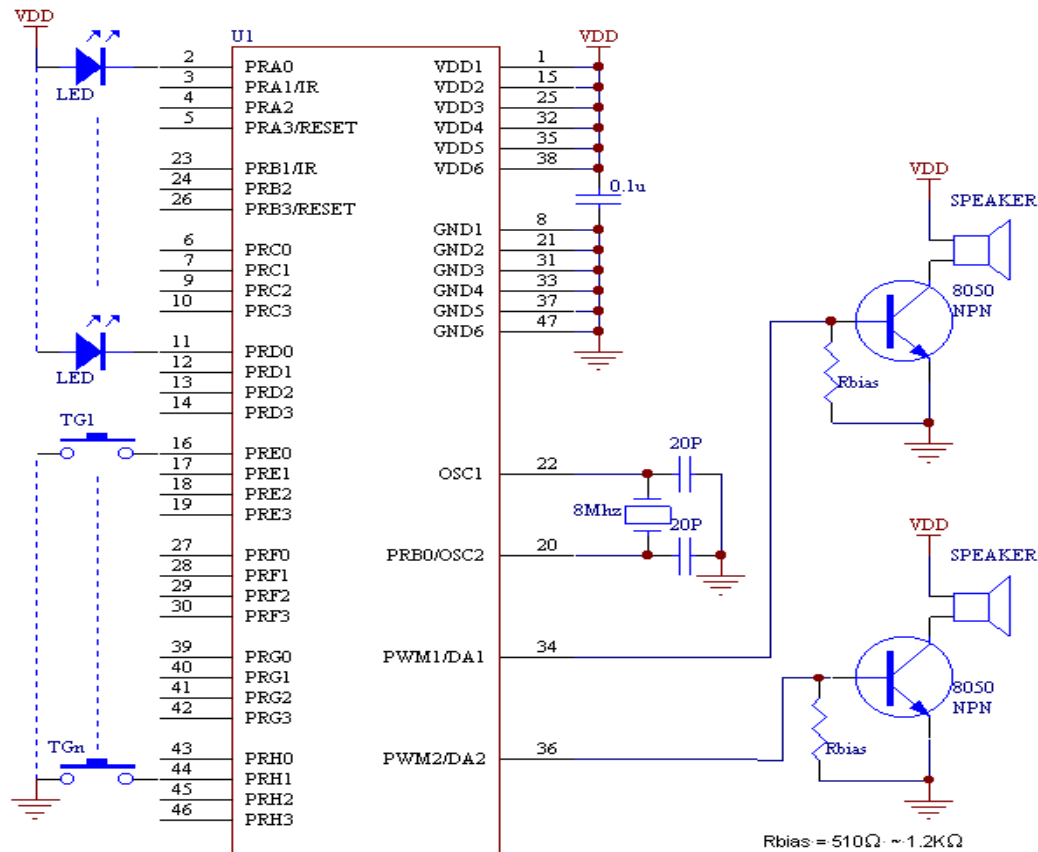 VDD
LED
LED
TG1
TGn
U1
2 PRA0
3 PRA1/IR
4 PRA2
5 PRA3/RESET
23 PRB1/IR
24 PRB2
26 PRB3/RESET
6 PRC0
7 PRC1
9 PRC2
10 PRC3
11 PRD0
12 PRD1
13 PRD2
14 PRD3
16 PRE0
17 PRE1
18 PRE2
19 PRE3
27 PRF0
28 PRF1
29 PRF2
30 PRF3
39 PRG0
40 PRG1
41 PRG2
42 PRG3
43 PRH0
44 PRH1
45 PRH2
46 PRH3
VDD
VDD1 1
VDD2 15
VDD3 25
VDD4 32
VDD5 35
VDD6 38
0.1u
GND1 8
GND2 21
GND3 31
GND4 33
GND5 37
GND6 47
OSC1 22
PRB0/OSC2 20
20P
8Mhz
20P
PWM1/DA1 34
PWM2/DA2 36
VDD
SPEAKER
8050
NPN
Rbias
VDD
SPEAKER
8050
NPN
Rbias
Rbias = 510Ω ~ 1.2KΩ